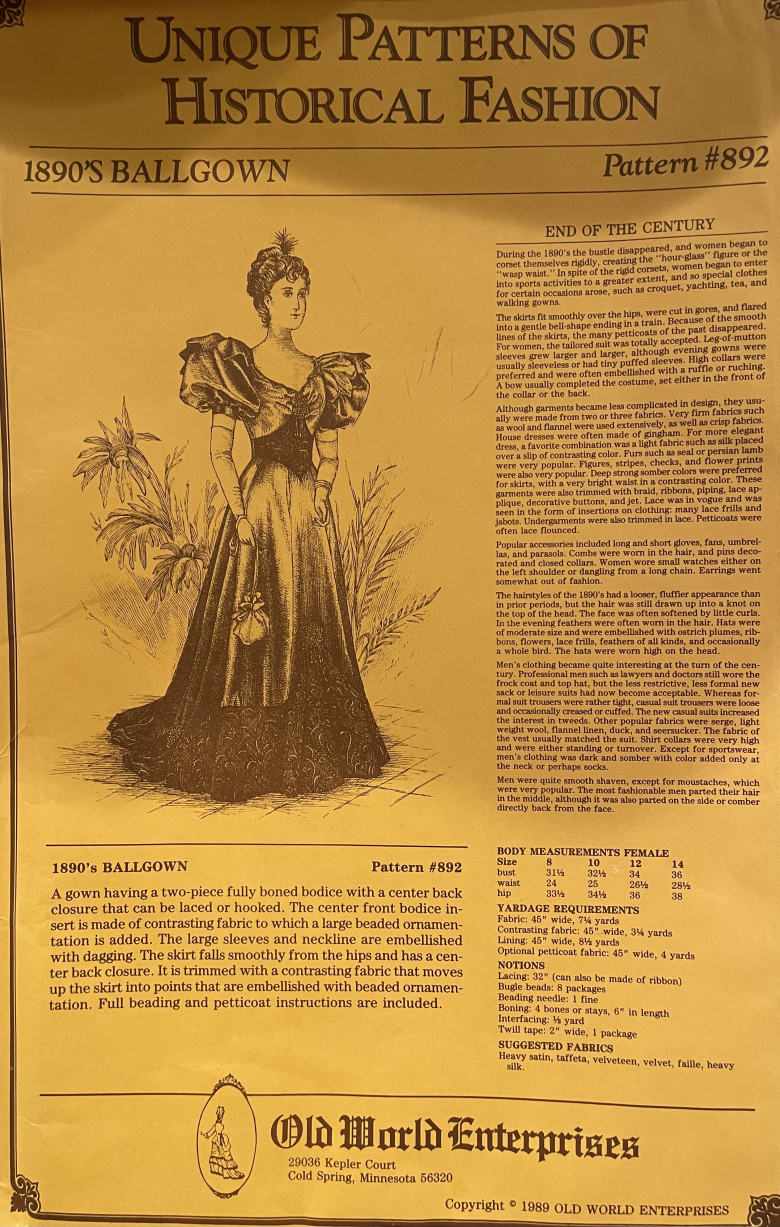 UNIQUE PATTERNS OF
HISTORICAL FASHION
1890'S BALLGOWN
Pattern #892
END OF THE CENTURY
During the 1890's the bustle disappeared, and women began to
corset themselves rigidly, creating the "hour-glass" figure or the
"wasp waist." In spite of the rigid corsets, women began to enter
into sports activities to a greater extent, and so special clothes
for certain occasions arose, such as croquet, yachting, tea, and
walking gowns.
The skirts fit smoothly over the hips, were cut in gores, and flared
into a gentle bell-shape ending in a train. Because of the smooth
lines of the skirts, the many petticoats of the past disappeared.
For women, the tailored suit was totally accepted. Leg-of-mutton
sleeves grew larger and larger, although evening gowns were
usually sleeveless or had tiny puffed sleeves. High collars were
preferred and were often embellished with a ruffle or ruching.
A bow usually completed the costume, set either in the front of
the collar or the back.
Although garments became less complicated in design, they usu-
ally were made from two or three fabrics. Very firm fabrics such
as wool and flannel were used extensively, as well as crisp fabrics.
House dresses were often made of gingham. For more elegant
dress, a favorite combination was a light fabric such as silk placed
over a slip of contrasting color. Furs such as seal or persian lamb
were very popular. Figures, stripes, checks, and flower prints
were also very popular. Deep strong somber colors were preferred
for skirts, with a very bright waist in a contrasting color. These
garments were also trimmed with braid, ribbons, piping, lace ap-
plique, decorative buttons, and jet. Lace was in vogue and was
seen in the form of insertions on clothing: many lace frills and
jabots. Undergarments were also trimmed in lace. Petticoats were
often lace flounced.
Popular accessories included long and short gloves, fans, umbrel-
las, and parasols. Combs were worn in the hair, and pins deco-
rated and closed collars. Women wore small watches either on
the left shoulder or dangling from a long chain. Earrings went
somewhat out of fashion.
The hairstyles of the 1890's had a looser, fluffier appearance than
in prior periods, but the hair was still drawn up into a knot on
the top of the head. The face was often softened by little curls.
In the evening feathers were often worn in the hair. Hats were
of moderate size and were embellished with ostrich plumes, rib-
bons, flowers, lace frills, feathers of all kinds, and occasionally
a whole bird. The hats were worn high on the head.
Men's clothing became quite interesting at the turn of the cen-
tury. Professional men such as lawyers and doctors still wore the
frock coat and top hat, but the less restrictive, less formal new
sack or leisure suits had now become acceptable. Whereas for-
mal suit trousers were rather tight, casual suit trousers were loose
and occasionally creased or cuffed. The new casual suits increased
the interest in tweeds. Other popular fabrics were serge, light
weight wool, flannel linen, duck, and seersucker. The fabric of
the vest usually matched the suit. Shirt collars were very high
and were either standing or turnover. Except for sportswear,
men's clothing was dark and somber with color added only at
the neck or perhaps socks.
Men were quite smooth shaven, except for moustaches, which
were very popular. The most fashionable men parted their hair
in the middle, although it was also parted on the side or comber
directly back from the face.
1890's BALLGOWN Pattern #892
A gown having a two-piece fully boned bodice with a center back
closure that can be laced or hooked. The center front bodice in-
sert is made of contrasting fabric to which a large beaded ornamen-
tation is added. The large sleeves and neckline are embellished
with dagging. The skirt falls smoothly from the hips and has a cen-
ter back closure. It is trimmed with a contrasting fabric that moves
up the skirt into points that are embellished with beaded ornamen-
tation. Full beading and petticoat instructions are included.
BODY MEASUREMENTS FEMALE
Size 8 10 12 14
bust 31½ 32½ 34 36
waist 24 25 26½ 28½
hip 33½ 34½ 36 38
YARDAGE REQUIREMENTS
Fabric: 45" wide, 7¼ yards
Contrasting fabric: 45" wide, 3¼ yards
Lining: 45" wide, 8½ yards
Optional petticoat fabric: 45" wide, 4 yards
NOTIONS
Lacing: 32" (can also be made of ribbon)
Bugle beads: 8 packages
Beading needle: 1 fine
Boning: 4 bones or stays, 6" in length
Interfacing: ½ yard
Twill tape: 2" wide, 1 package
SUGGESTED FABRICS
Heavy satin, taffeta, velveteen, velvet, faille, heavy
silk.
Old World Enterprises
29036 Kepler Court
Cold Spring, Minnesota 56320
Copyright © 1989 OLD WORLD ENTERPRISES